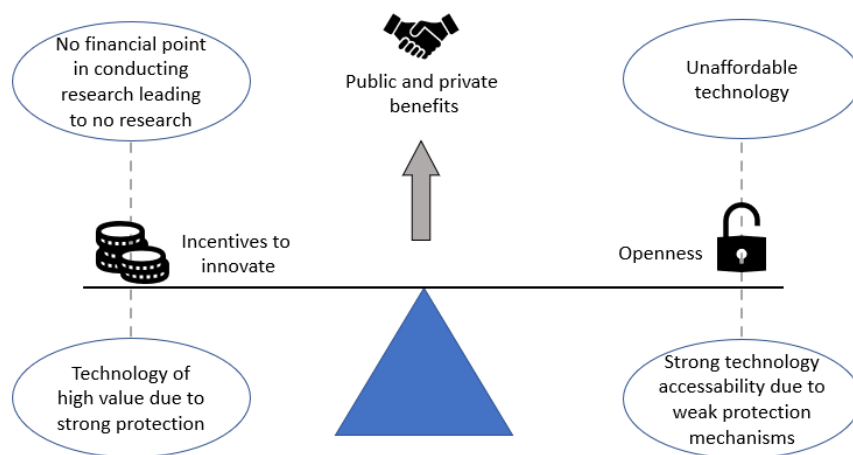 No financial point
in conducting
research leading
to no research
Public and private
benefits
Unaffordable
technology
Incentives to
innovate
Openness
Technology of
high value due to
strong protection
Strong technology
accessability due to
weak protection
mechanisms